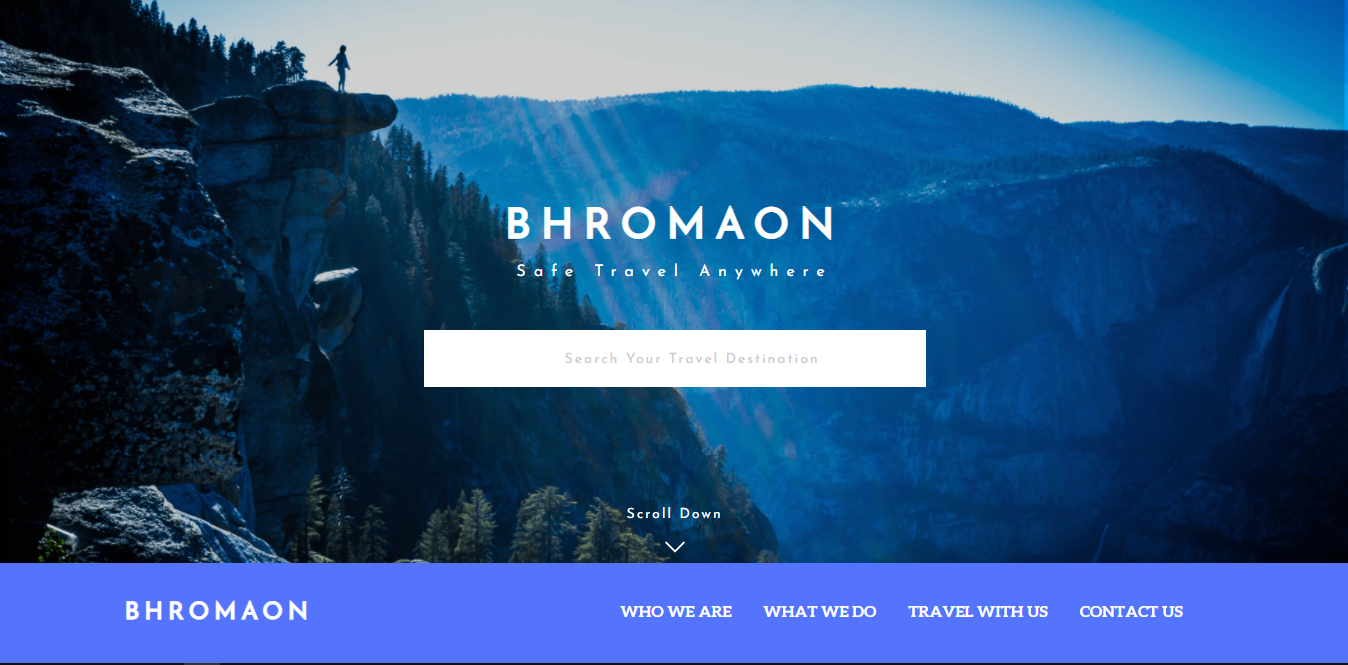 BHROMAON
Safe Travel Anywhere
Search Your Travel Destination
Scroll Down
BHROMAON WHO WE ARE WHAT WE DO TRAVEL WITH US CONTACT US